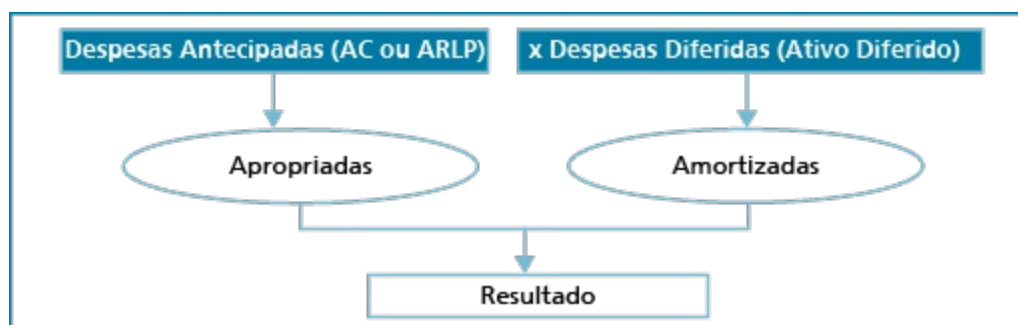 Despesas Antecipadas (AC ou ARLP)
x Despesas Diferidas (Ativo Diferido)
Apropriadas
Amortizadas
Resultado